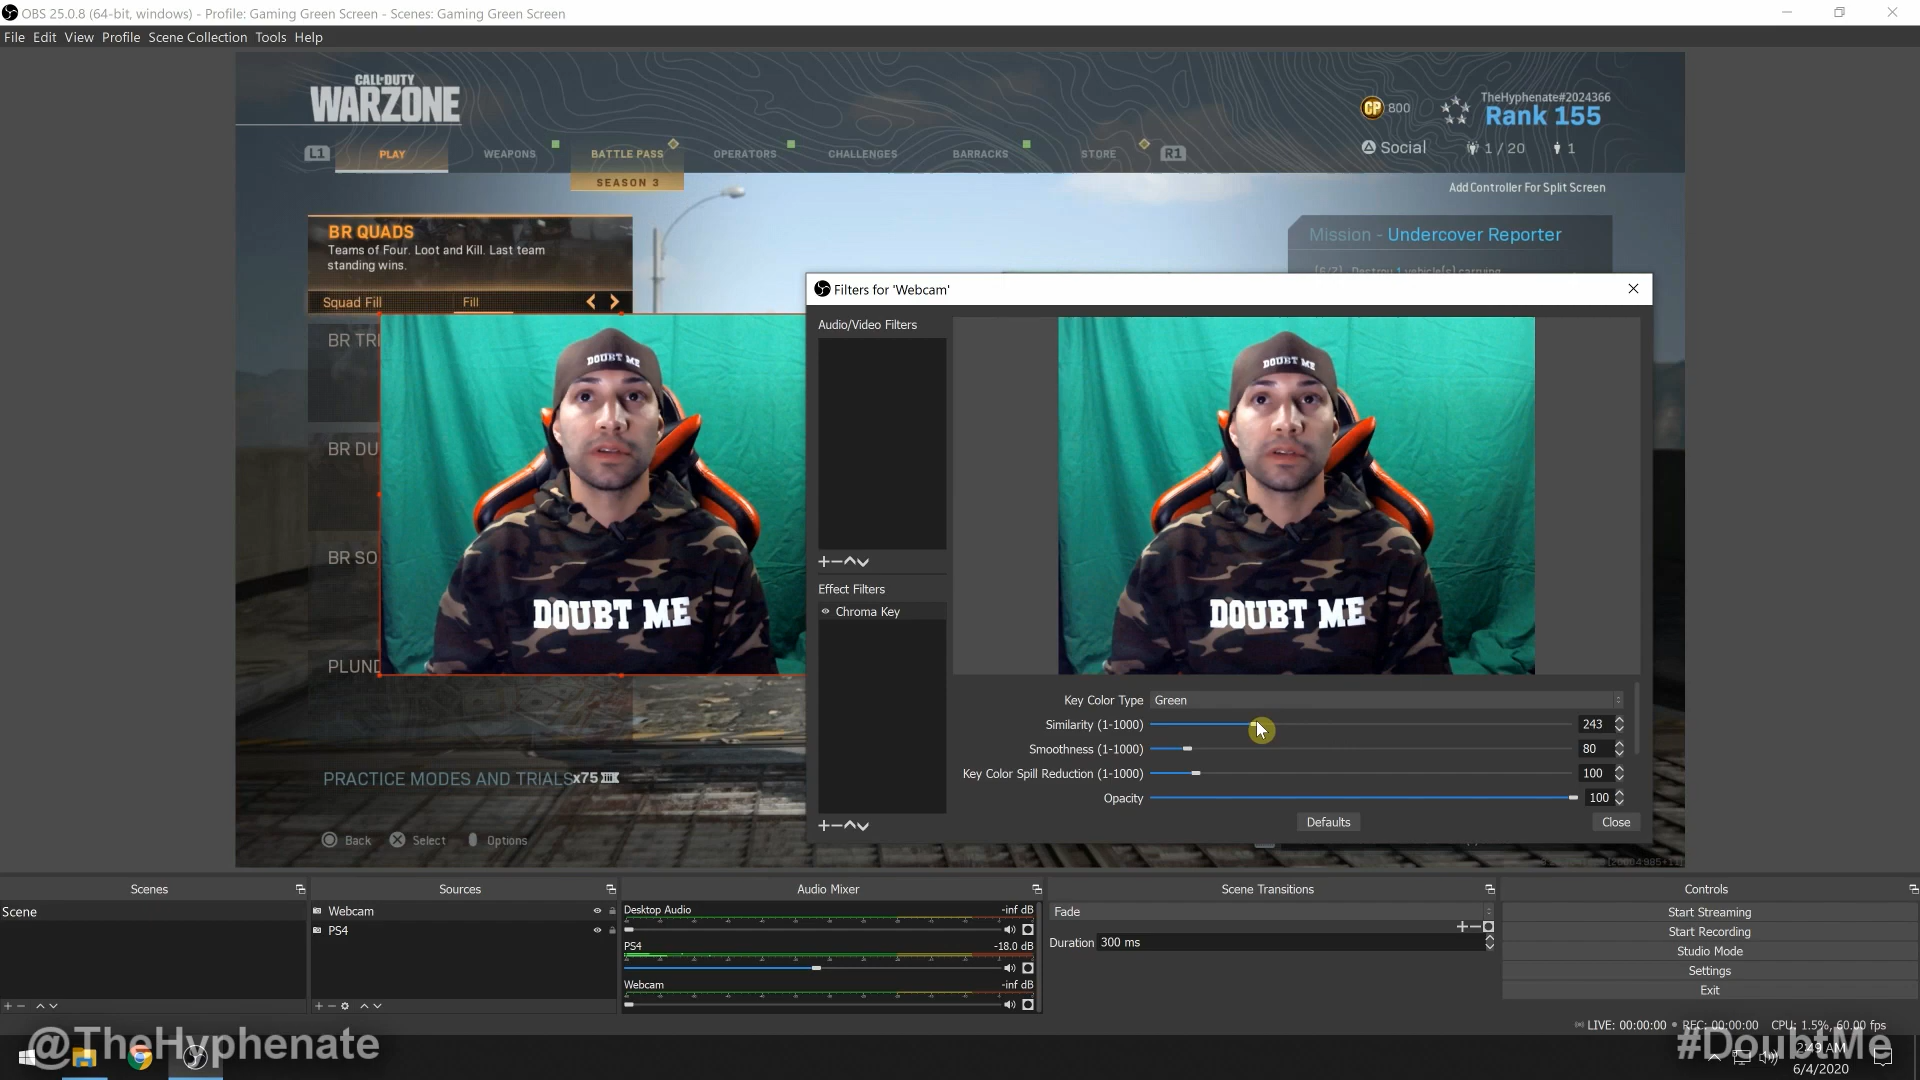 OBS 25.0.8 (64-bit, windows) - Profile: Gaming Green Screen - Scenes: Gaming Green Screen
File Edit View Profile Scene Collection Tools Help
CALL•DUTY
WARZONE
CP 800
TheHyphenate#2024366
Rank 155
L1 PLAY WEAPONS BATTLE PASS OPERATORS CHALLENGES BARRACKS STORE R1
Social 1 / 20 1
SEASON 3
Add Controller For Split Screen
BR QUADS
Teams of Four. Loot and Kill. Last team
standing wins.
Squad Fill Fill
Mission - Undercover Reporter
BR TRI
BR DU
BR SO
PLUND
PRACTICE MODES AND TRIALS x75
Back Select Options
DOUBT ME
DOUBT ME
Filters for 'Webcam'
Audio/Video Filters
Effect Filters
Chroma Key
DOUBT ME
DOUBT ME
Key Color Type Green
Similarity (1-1000) 243
Smoothness (1-1000) 80
Key Color Spill Reduction (1-1000) 100
Opacity 100
Defaults Close
Scenes
Scene
Sources
Webcam
PS4
Audio Mixer
Desktop Audio -inf dB
PS4 -18.0 dB
Webcam -inf dB
Scene Transitions
Fade
Duration 300 ms
Controls
Start Streaming
Start Recording
Studio Mode
Settings
Exit
LIVE: 00:00:00 REC: 00:00:00 CPU: 1.5%, 60.00 fps
@TheHyphenate
#DoubtMe
2:49 AM
6/4/2020